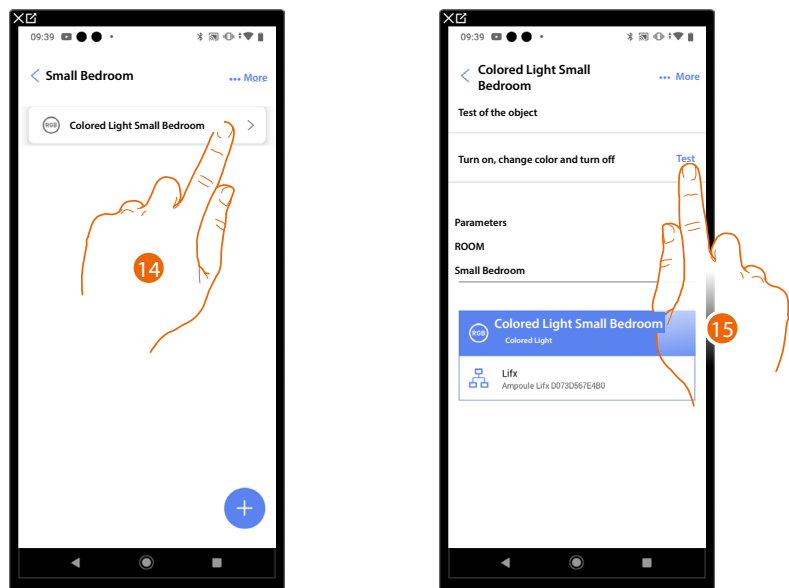 09:39
Small Bedroom
••• More
RGB
Colored Light Small Bedroom
14
09:39
Colored Light Small
Bedroom
••• More
Test of the object
Turn on, change color and turn off
Test
Parameters
ROOM
Small Bedroom
RGB
Colored Light Small Bedroom
Colored Light
Lifx
Ampoule Lifx D073D567E4B0
15